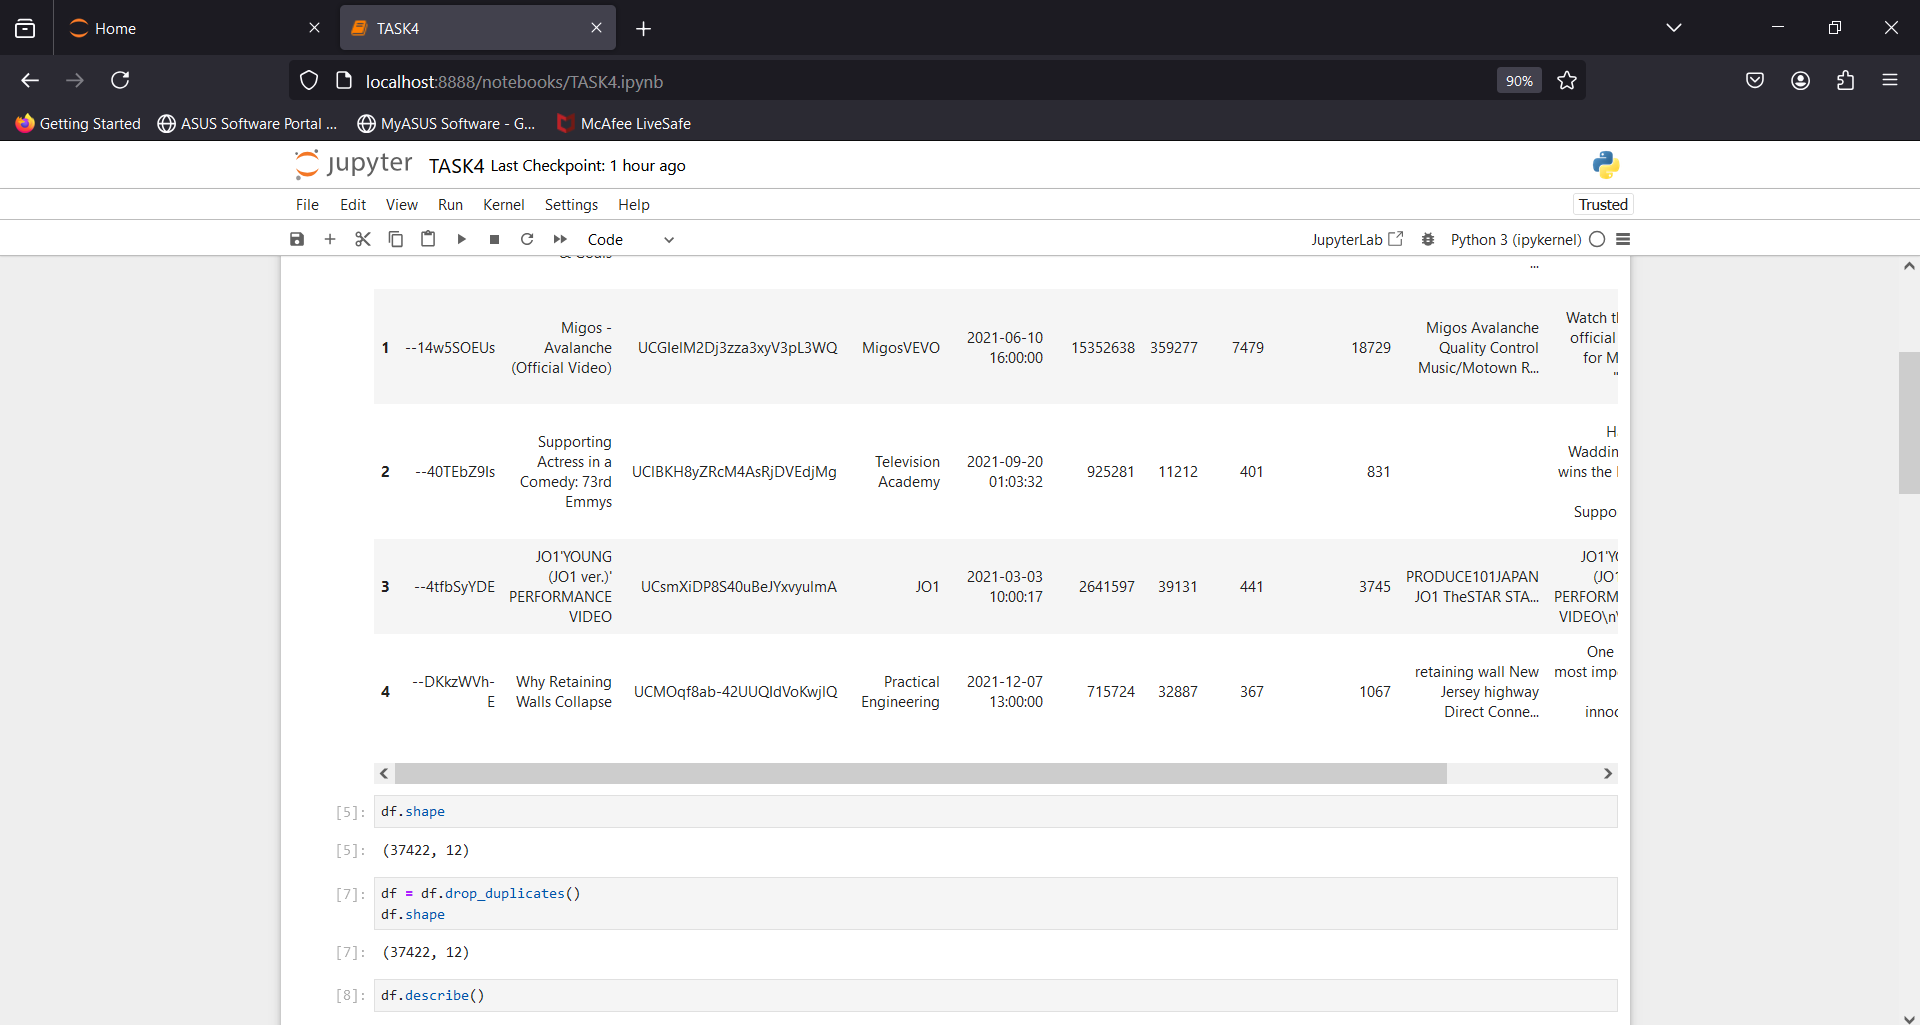 Home
TASK4
localhost:8888/notebooks/TASK4.ipynb
90%
Getting Started
ASUS Software Portal ...
MyASUS Software - G...
McAfee LiveSafe
jupyter TASK4 Last Checkpoint: 1 hour ago
File Edit View Run Kernel Settings Help
Trusted
Code
JupyterLab
Python 3 (ipykernel)
...
1 --14w5SOEUs Migos - Avalanche (Official Video) UCGIelM2Dj3zza3xyV3pL3WQ MigosVEVO 2021-06-10 16:00:00 15352638 359277 7479 18729 Migos Avalanche Quality Control Music/Motown R... Watch official for M "
2 --40TEbZ9Is Supporting Actress in a Comedy: 73rd Emmys UClBKH8yZRcM4AsRjDVEdjMg Television Academy 2021-09-20 01:03:32 925281 11212 401 831 H Waddin wins the Suppo
3 --4tfbSyYDE JO1'YOUNG (JO1 ver.)' PERFORMANCE VIDEO UCsmXiDP8S40uBeJYxvyulmA JO1 2021-03-03 10:00:17 2641597 39131 441 3745 PRODUCE101JAPAN JO1 TheSTAR STA... JO1'YO (JO1 PERFORM VIDEO\n\
4 --DKkzWVh-E Why Retaining Walls Collapse UCMOqf8ab-42UUQIdVoKwjlQ Practical Engineering 2021-12-07 13:00:00 715724 32887 367 1067 retaining wall New Jersey highway Direct Conne... One most imp innoc
[5]: df.shape
[5]: (37422, 12)
[7]: df = df.drop_duplicates()
df.shape
[7]: (37422, 12)
[8]: df.describe()